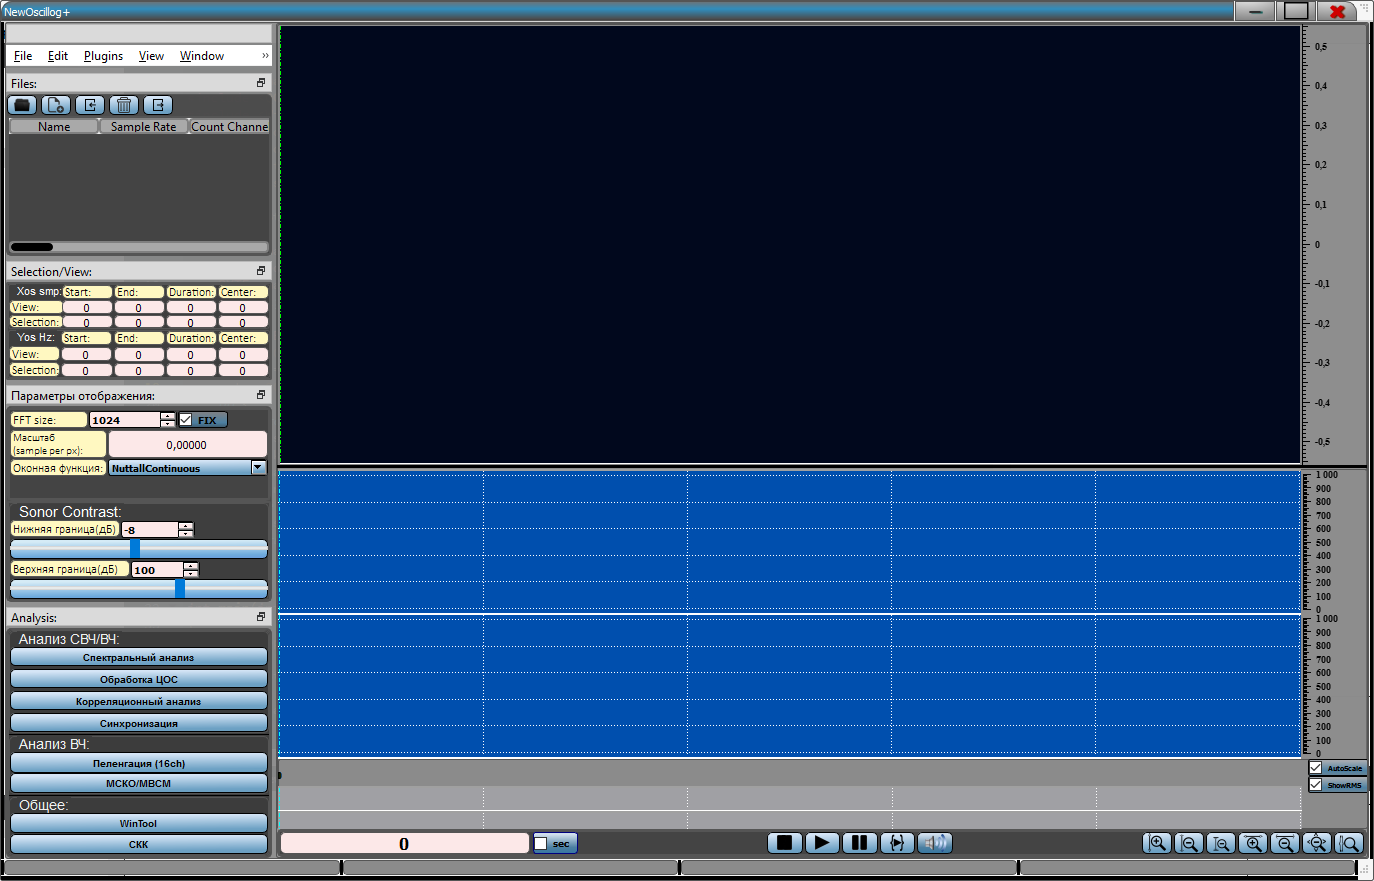 NewOscillog+
File Edit Plugins View Window »
Files:
Name Sample Rate Count Channe
Selection/View:
Xos smp: Start: End: Duration: Center:
View: 0 0 0 0
Selection: 0 0 0 0
Yos Hz: Start: End: Duration: Center:
View: 0 0 0 0
Selection: 0 0 0 0
Параметры отображения:
FFT size: 1024 FIX
Масштаб
(sample per px): 0,00000
Оконная функция: NuttallContinuous
Sonor Contrast:
Нижняя граница(дБ) -8
Верхняя граница(дБ) 100
Analysis:
Анализ СВЧ/ВЧ:
Спектральный анализ
Обработка ЦОС
Корреляционный анализ
Синхронизация
Анализ ВЧ:
Пеленгация (16ch)
МСКО/МВСМ
Общее:
WinTool
СКК
0,5
0,4
0,3
0,2
0,1
0
-0,1
-0,2
-0,3
-0,4
-0,5
1 000
900
800
700
600
500
400
300
200
100
0
1 000
900
800
700
600
500
400
300
200
100
0
AutoScale
ShowRMS
0 sec